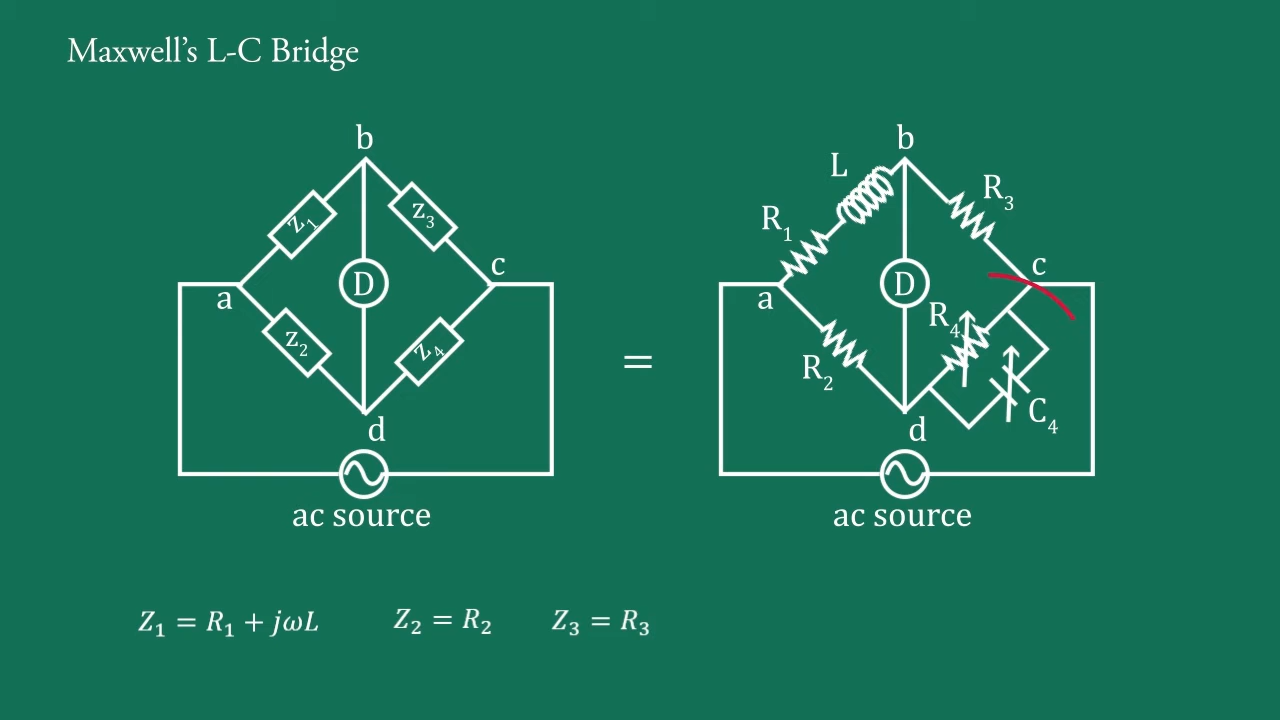 Maxwell's L-C Bridge
b
z₁
z₃
a
D
c
z₂
z₄
d
ac source
=
b
L
R₁
R₃
a
D
c
R₄
R₂
C₄
d
ac source
Z₁ = R₁ + jωL
Z₂ = R₂
Z₃ = R₃